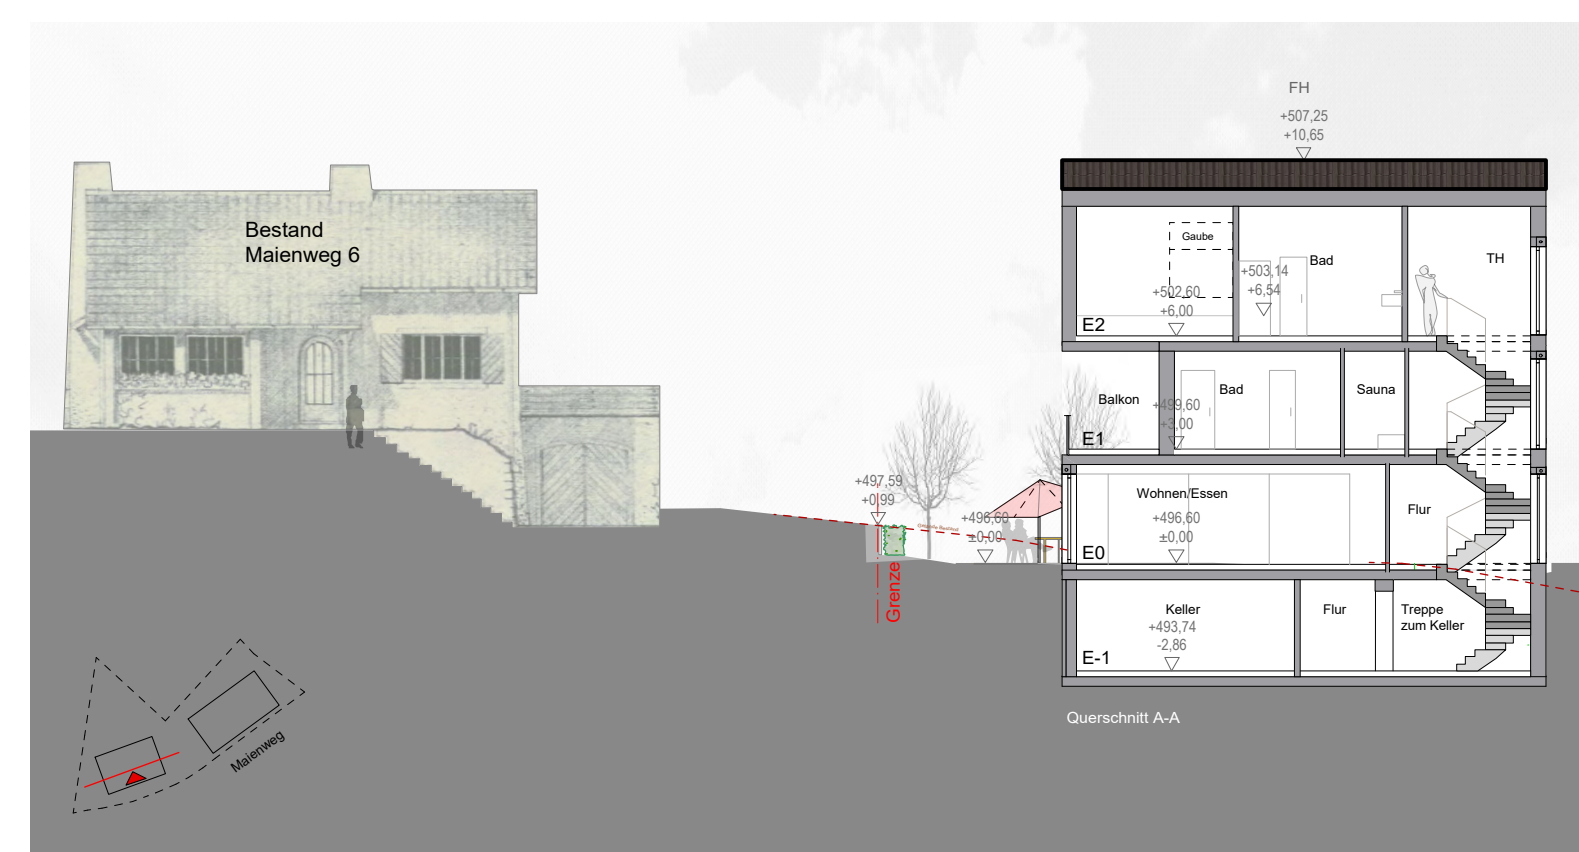 FH
+507,25
+10,65
Bestand
Maienweg 6
Gaube
Bad
TH
+503,14
+6,54
+502,60
+6,00
E2
Balkon
Bad
Sauna
+499,60
+3,00
E1
+497,59
+0,99
+496,60
±0,00
Wohnen/Essen
+496,60
±0,00
Flur
E0
Grenze
Keller
+493,74
-2,86
Flur
Treppe
zum Keller
E-1
Querschnitt A-A
Maienweg